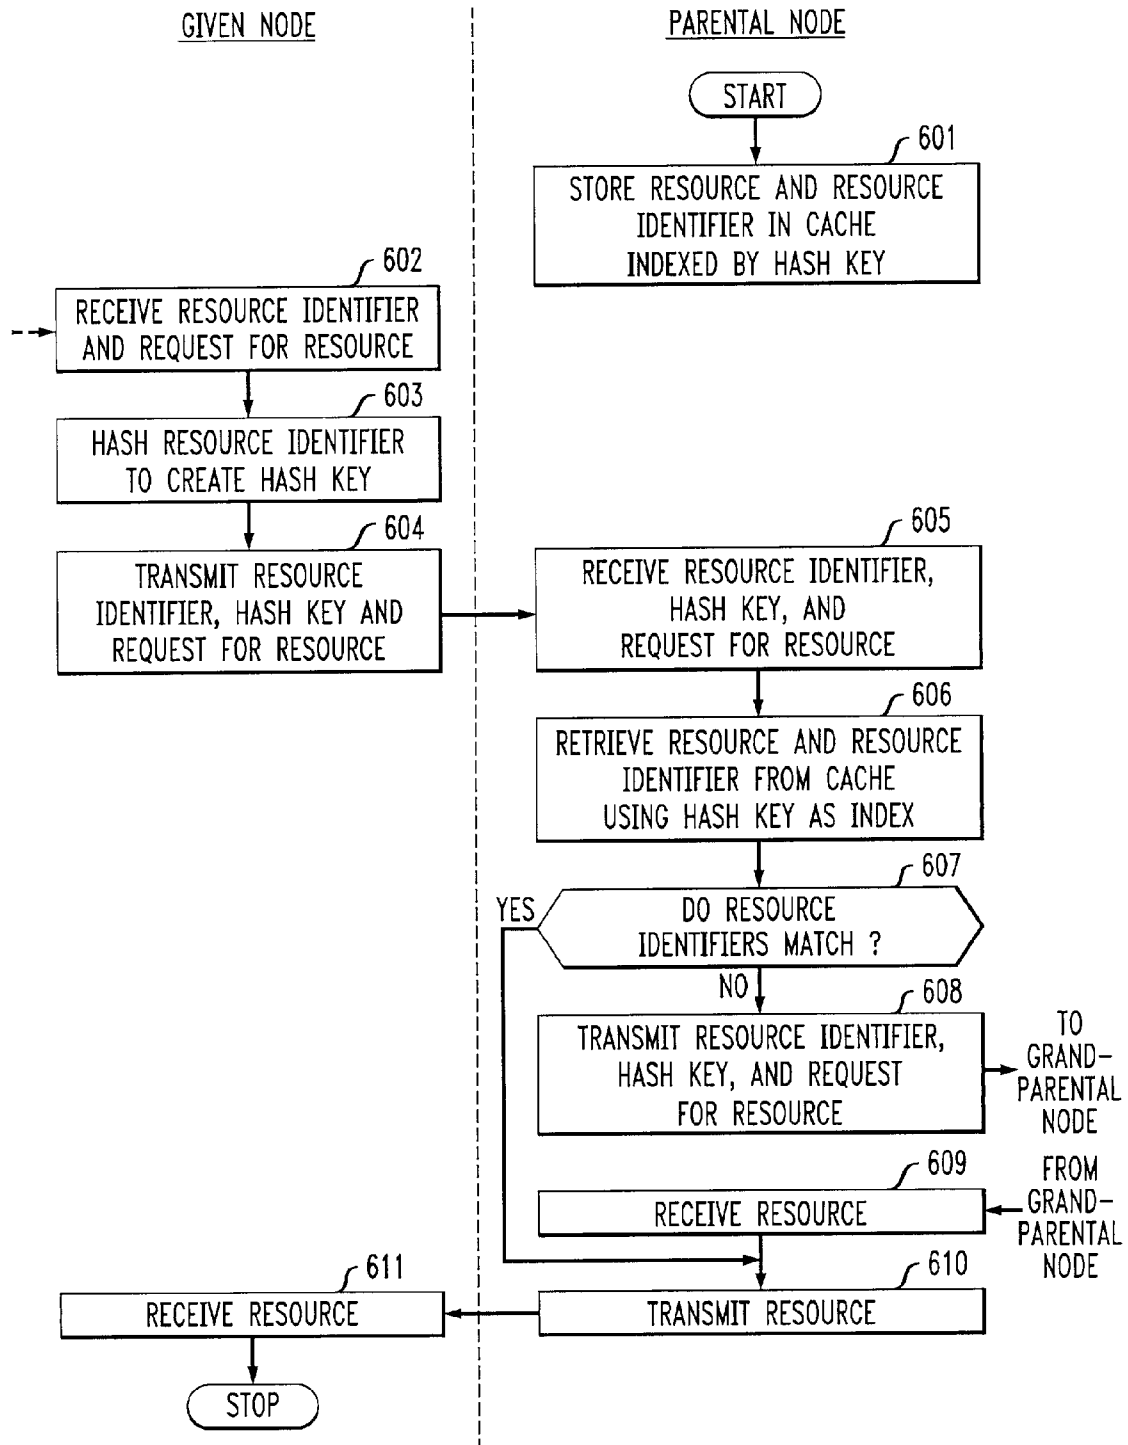 GIVEN NODE
PARENTAL NODE
START
601
STORE RESOURCE AND RESOURCE
IDENTIFIER IN CACHE
INDEXED BY HASH KEY
602
RECEIVE RESOURCE IDENTIFIER
AND REQUEST FOR RESOURCE
603
HASH RESOURCE IDENTIFIER
TO CREATE HASH KEY
604
TRANSMIT RESOURCE
IDENTIFIER, HASH KEY AND
REQUEST FOR RESOURCE
605
RECEIVE RESOURCE IDENTIFIER,
HASH KEY, AND
REQUEST FOR RESOURCE
606
RETRIEVE RESOURCE AND RESOURCE
IDENTIFIER FROM CACHE
USING HASH KEY AS INDEX
607
YES
DO RESOURCE
IDENTIFIERS MATCH ?
NO
608
TRANSMIT RESOURCE IDENTIFIER,
HASH KEY, AND REQUEST
FOR RESOURCE
TO
GRAND-
PARENTAL
NODE
609
RECEIVE RESOURCE
FROM
GRAND-
PARENTAL
NODE
610
TRANSMIT RESOURCE
611
RECEIVE RESOURCE
STOP